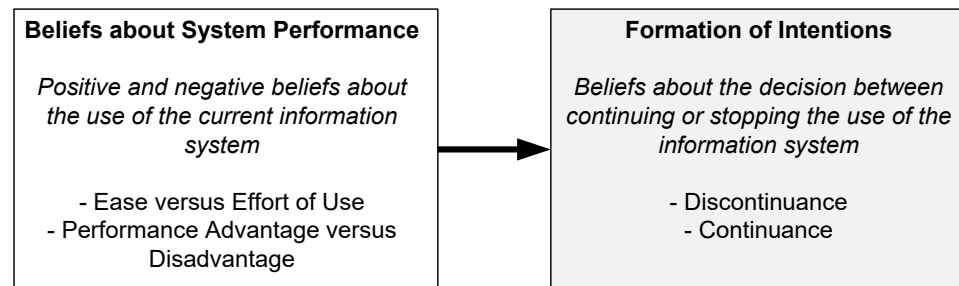 Beliefs about System Performance
Positive and negative beliefs about
the use of the current information
system
- Ease versus Effort of Use
- Performance Advantage versus
Disadvantage
Formation of Intentions
Beliefs about the decision between
continuing or stopping the use of the
information system
- Discontinuance
- Continuance